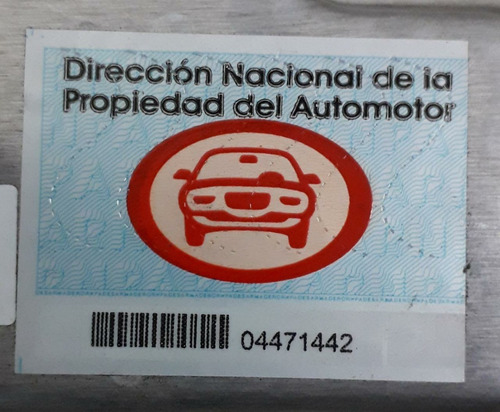 Dirección Nacional de la
Propiedad del Automotor
04471442